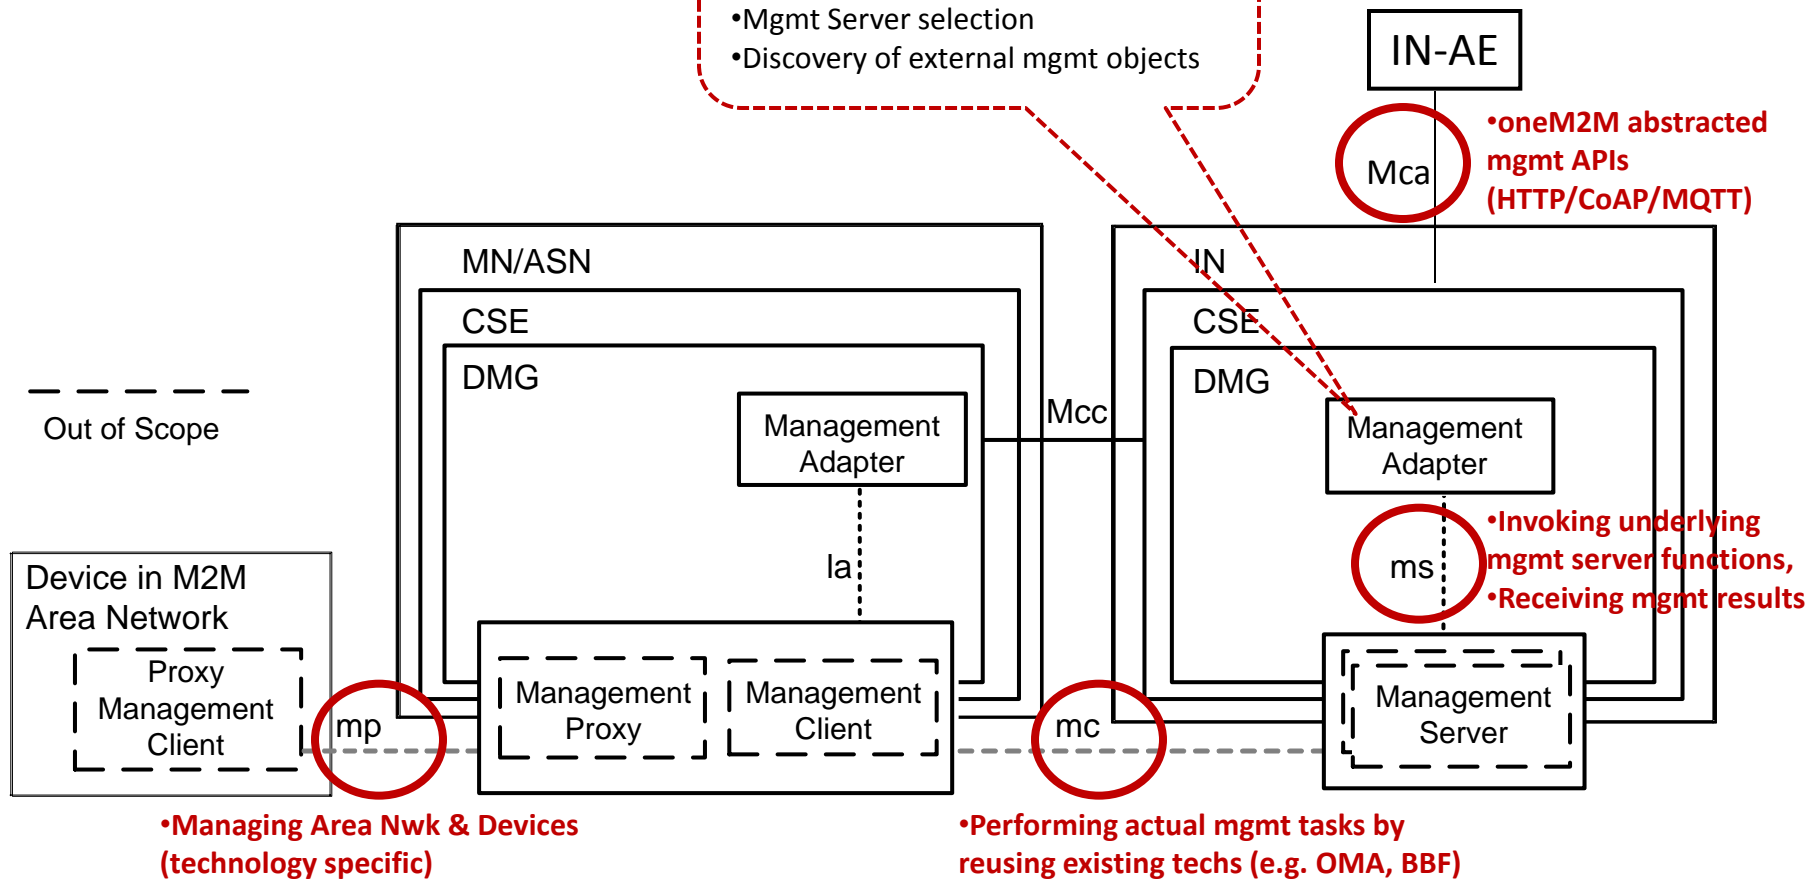 •Mgmt Server selection
•Discovery of external mgmt objects
IN-AE
Mca
•oneM2M abstracted
mgmt APIs
(HTTP/CoAP/MQTT)
MN/ASN
CSE
DMG
Management
Adapter
la
Mcc
IN
CSE
DMG
Management
Adapter
ms
•Invoking underlying
mgmt server functions,
•Receiving mgmt results
Out of Scope
Device in M2M
Area Network
Proxy
Management
Client
mp
Management
Proxy
Management
Client
mc
Management
Server
•Managing Area Nwk & Devices
(technology specific)
•Performing actual mgmt tasks by
reusing existing techs (e.g. OMA, BBF)